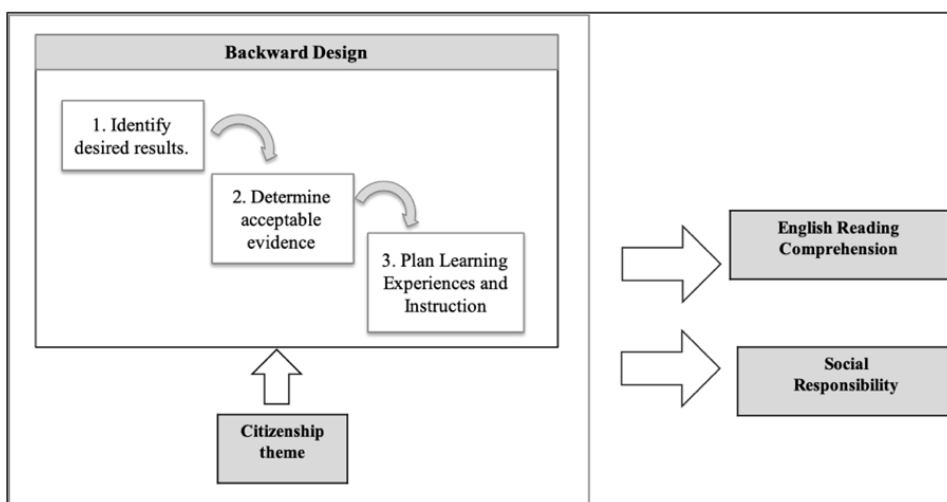 Backward Design
1. Identify
desired results.
2. Determine
acceptable
evidence
3. Plan Learning
Experiences and
Instruction
Citizenship
theme
English Reading
Comprehension
Social
Responsibility